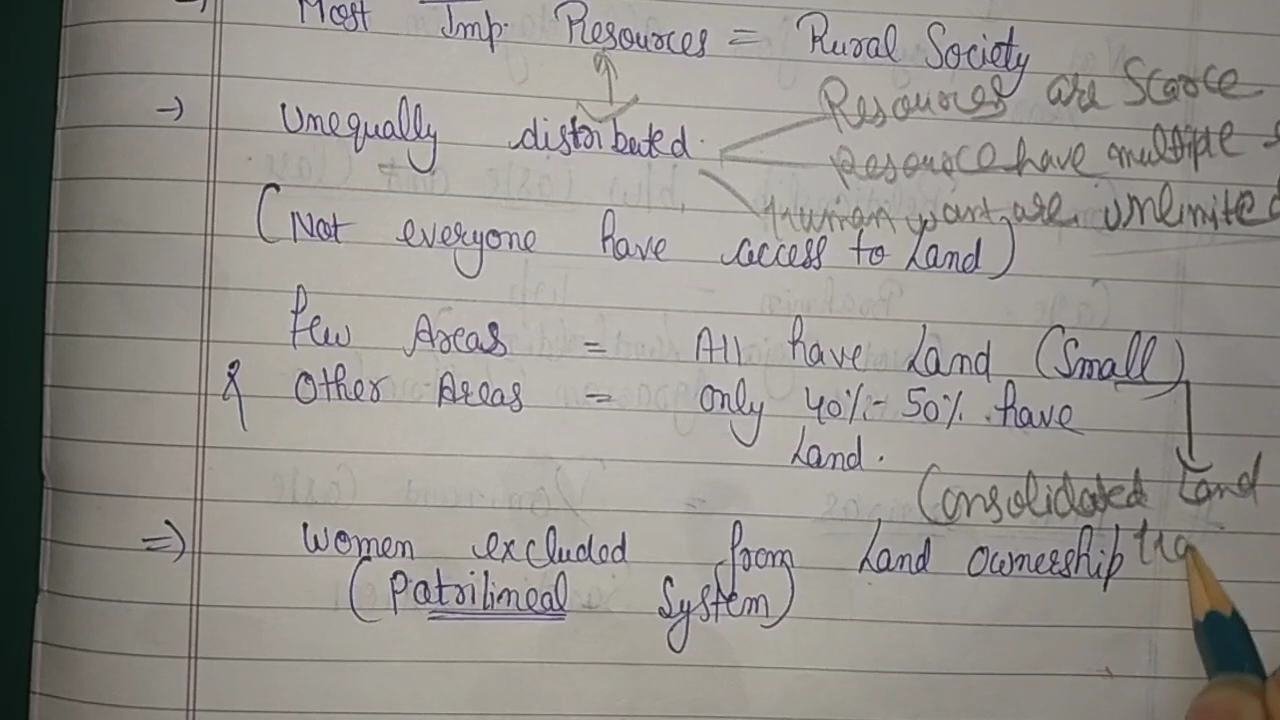 Most Imp. Resources = Rural Society
Resources are Scarce
→ Unequally distributed.
Resource have multiple
Human want are unlimited
(Not everyone have access to Land)
Few Areas = All have Land (Small)
& Other Areas = only 40%-50% have
Land.
Consolidated Land
⇒) Women excluded from Land ownership
(Patrilineal System)